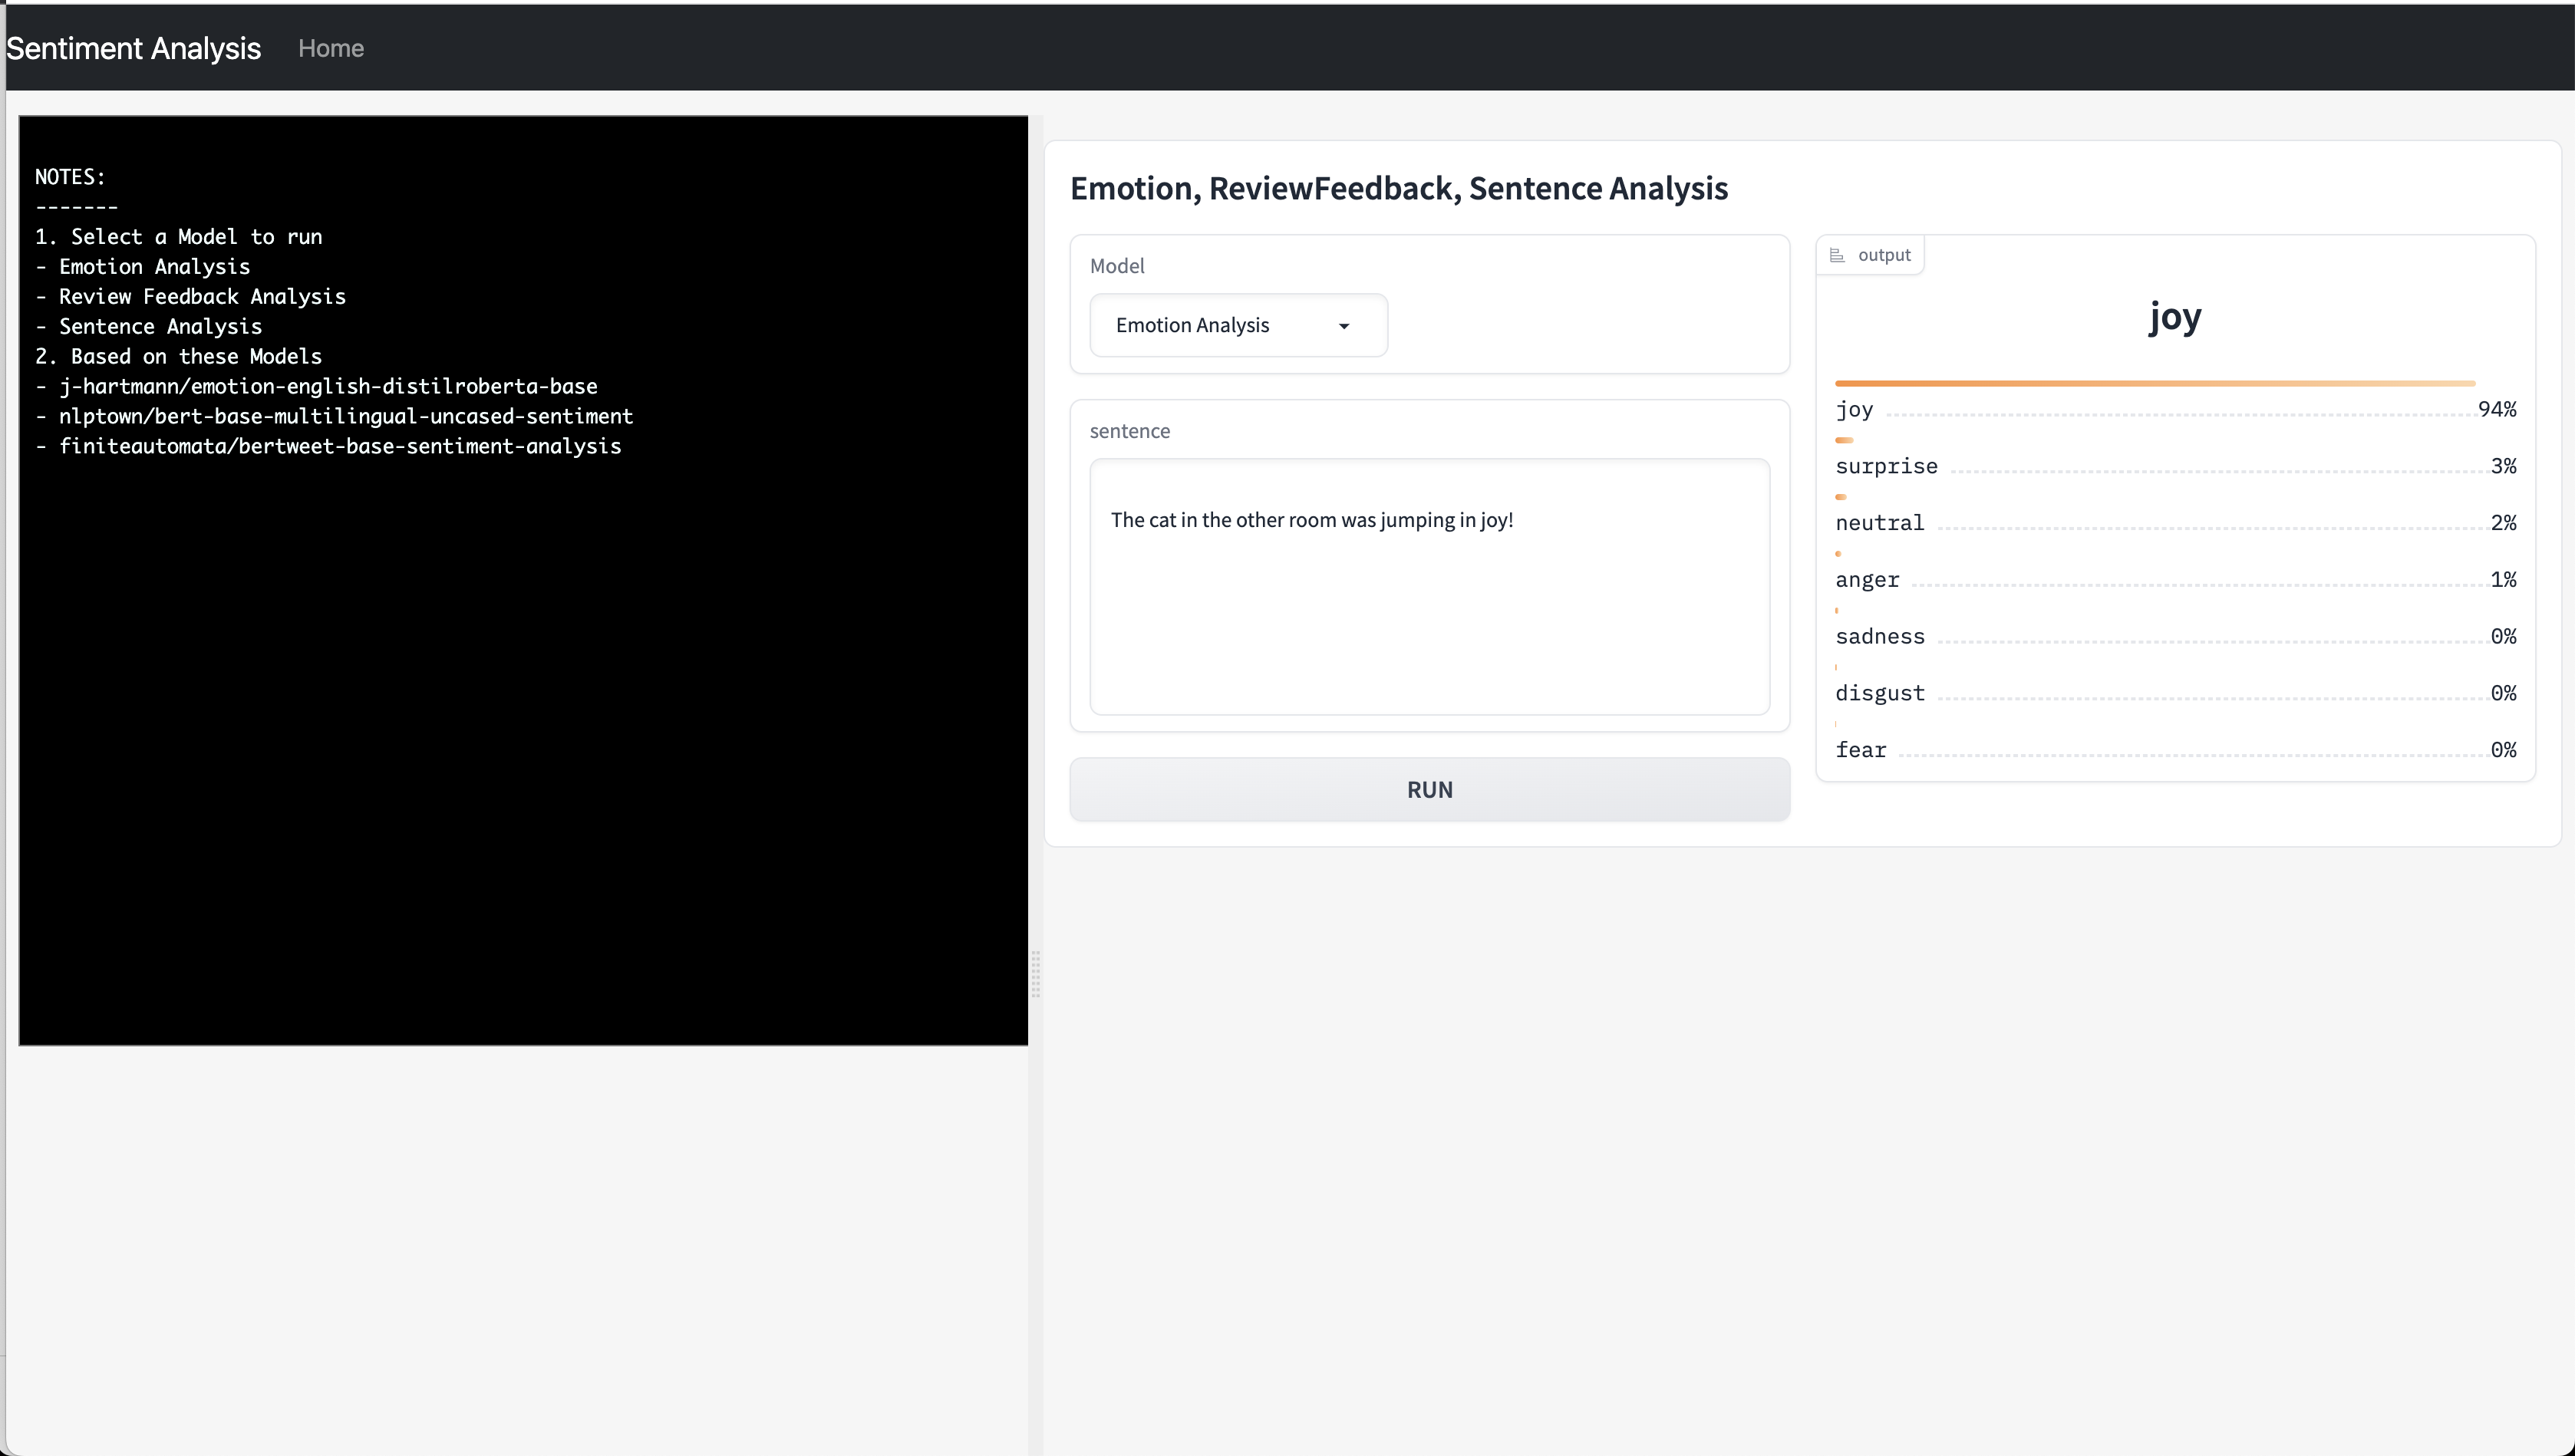 Sentiment Analysis Home
NOTES:
-------
1. Select a Model to run
- Emotion Analysis
- Review Feedback Analysis
- Sentence Analysis
2. Based on these Models
- j-hartmann/emotion-english-distilroberta-base
- nlptown/bert-base-multilingual-uncased-sentiment
- finiteautomata/bertweet-base-sentiment-analysis
Emotion, ReviewFeedback, Sentence Analysis
Model
Emotion Analysis
sentence
The cat in the other room was jumping in joy!
RUN
output
joy
joy 94%
surprise 3%
neutral 2%
anger 1%
sadness 0%
disgust 0%
fear 0%